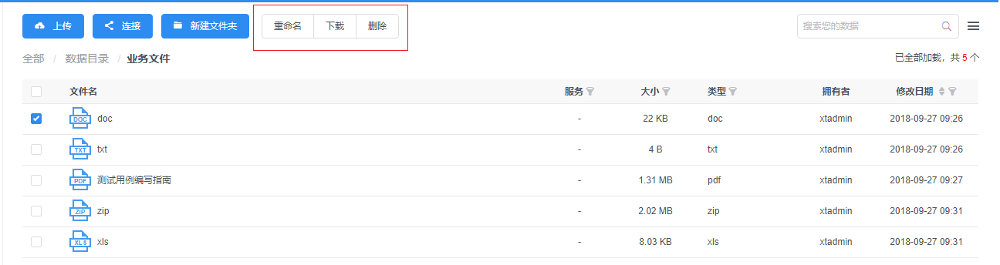 上传 连接 新建文件夹 重命名 下载 删除 搜索您的数据
全部 / 数据目录 / 业务文件 已全部加载，共 5 个
文件名 服务 大小 类型 拥有者 修改日期
DOC doc - 22 KB doc xtadmin 2018-09-27 09:26
TXT txt - 4 B txt xtadmin 2018-09-27 09:26
PDF 测试用例编写指南 - 1.31 MB pdf xtadmin 2018-09-27 09:27
ZIP zip - 2.02 MB zip xtadmin 2018-09-27 09:31
XLS xls - 8.03 KB xls xtadmin 2018-09-27 09:31